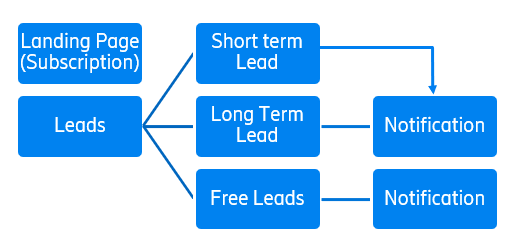 Landing Page
(Subscription)
Short term
Lead
Leads
Long Term
Lead
Notification
Free Leads
Notification